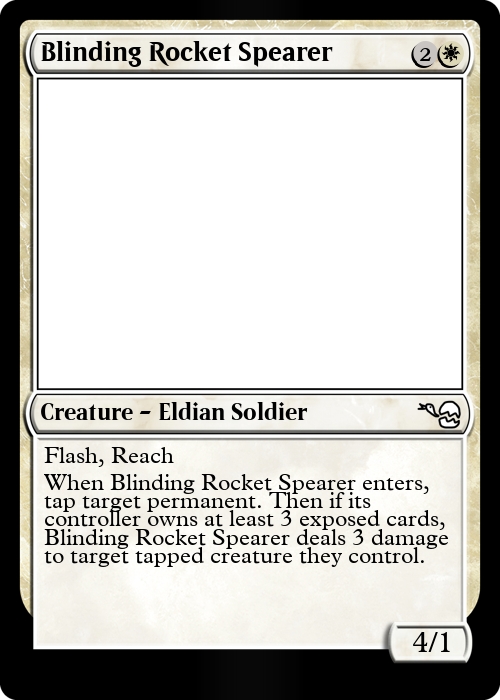 Blinding Rocket Spearer
2
Creature – Eldian Soldier
Flash, Reach
When Blinding Rocket Spearer enters,
tap target permanent. Then if its
controller owns at least 3 exposed cards,
Blinding Rocket Spearer deals 3 damage
to target tapped creature they control.
4/1